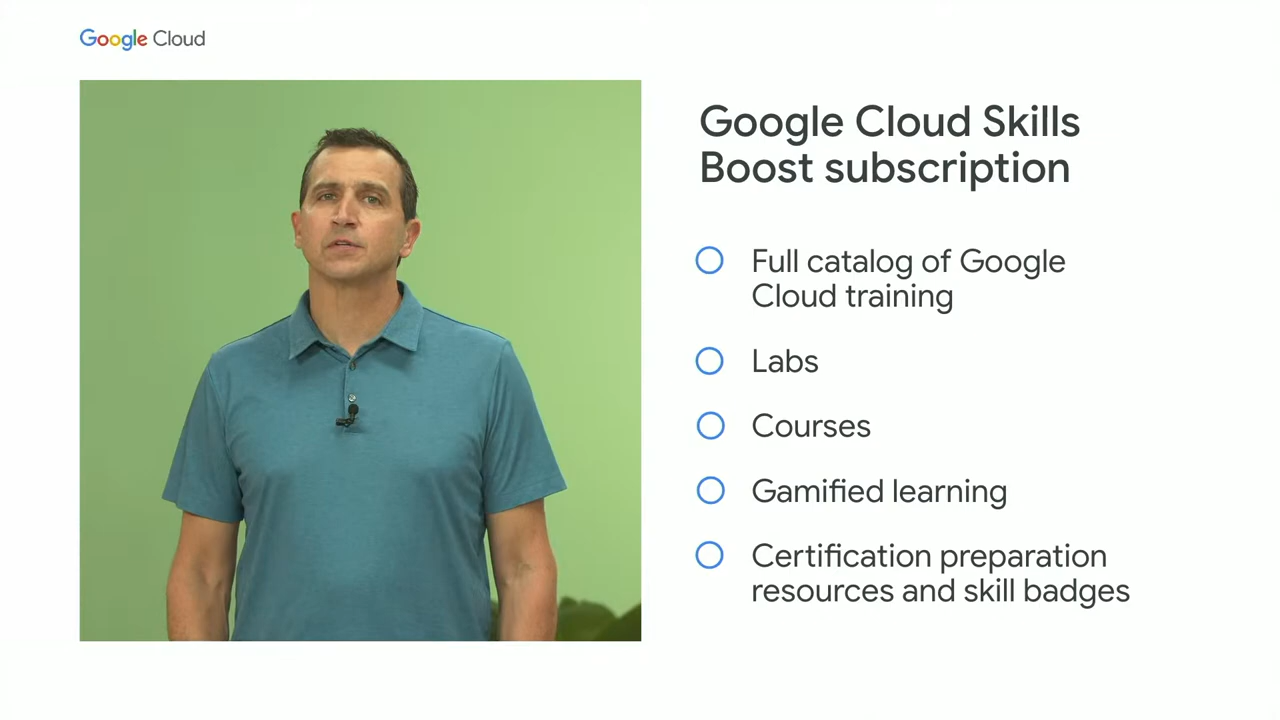 Google Cloud
Google Cloud Skills
Boost subscription
Full catalog of Google
Cloud training
Labs
Courses
Gamified learning
Certification preparation
resources and skill badges